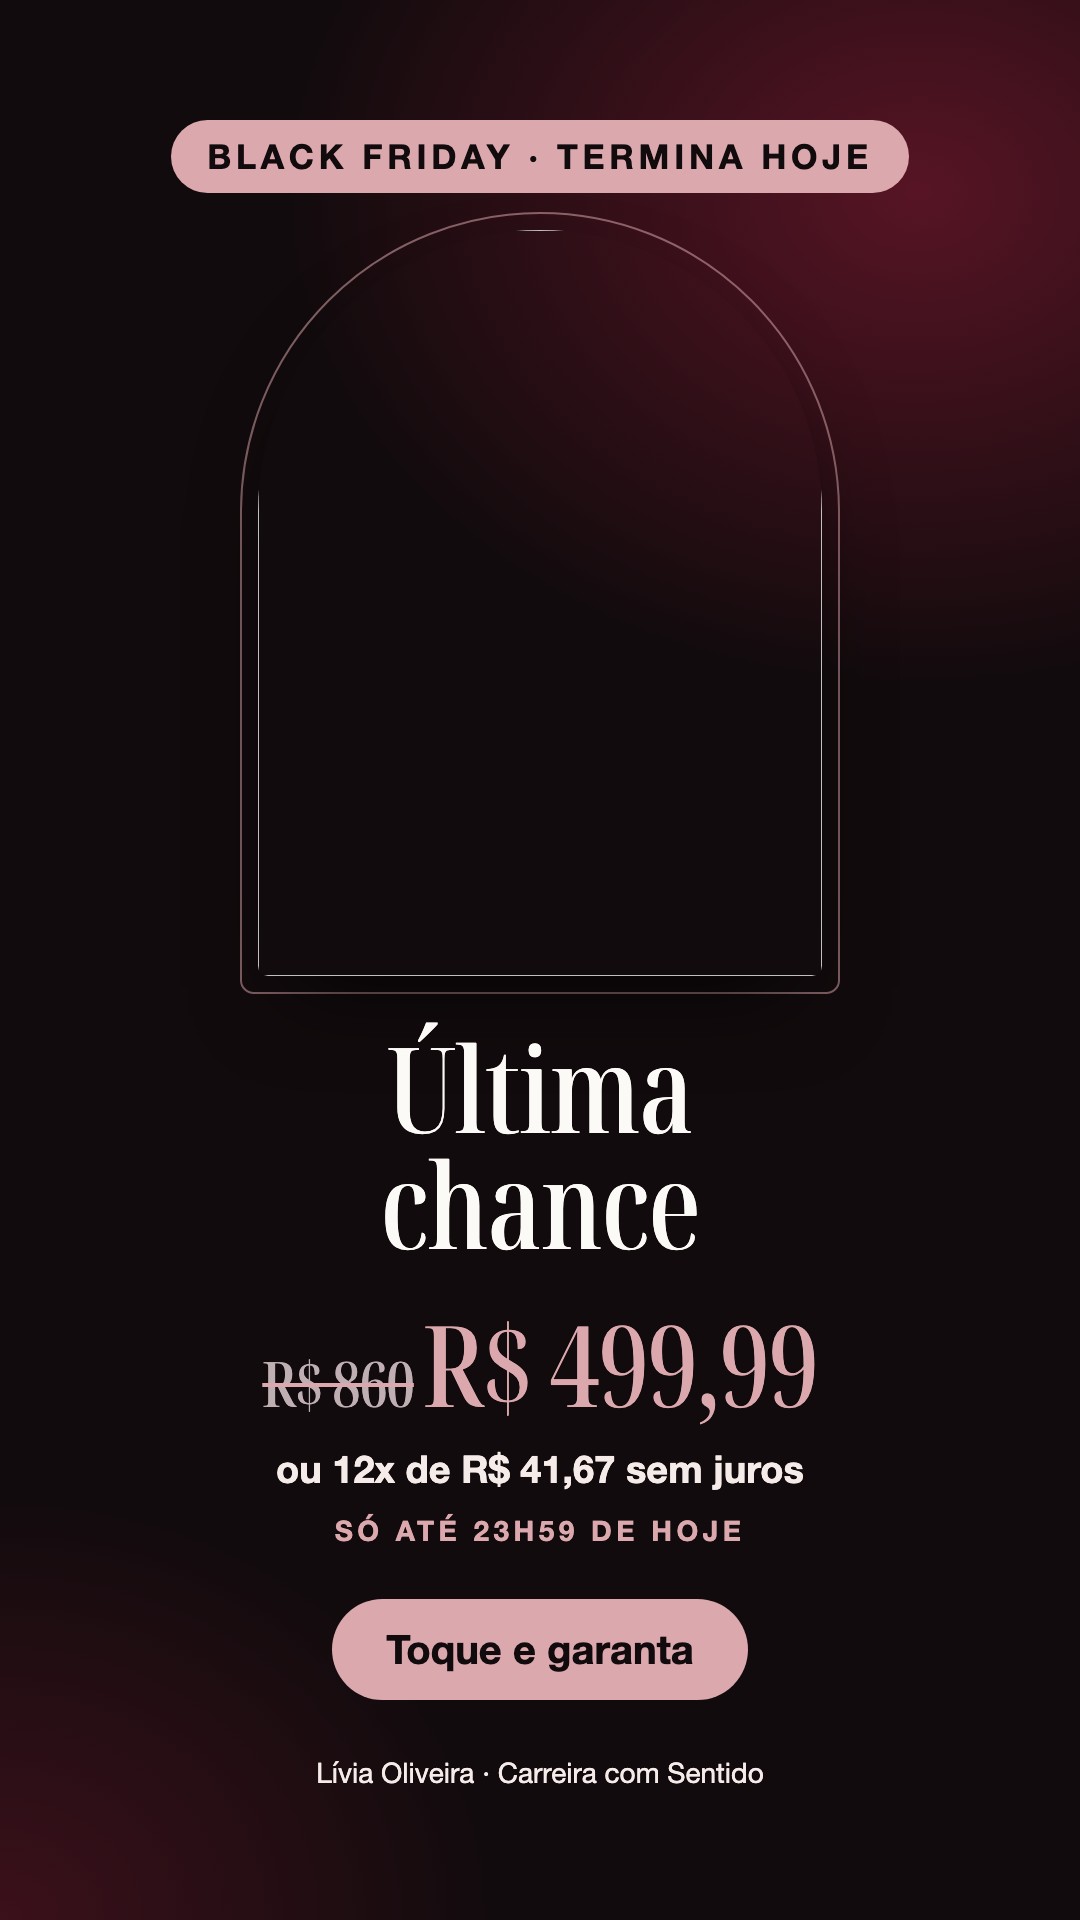 BLACK FRIDAY · TERMINA HOJE
Última
chance
R$ 860 R$ 499,99
ou 12x de R$ 41,67 sem juros
SÓ ATÉ 23H59 DE HOJE
Toque e garanta
Lívia Oliveira · Carreira com Sentido